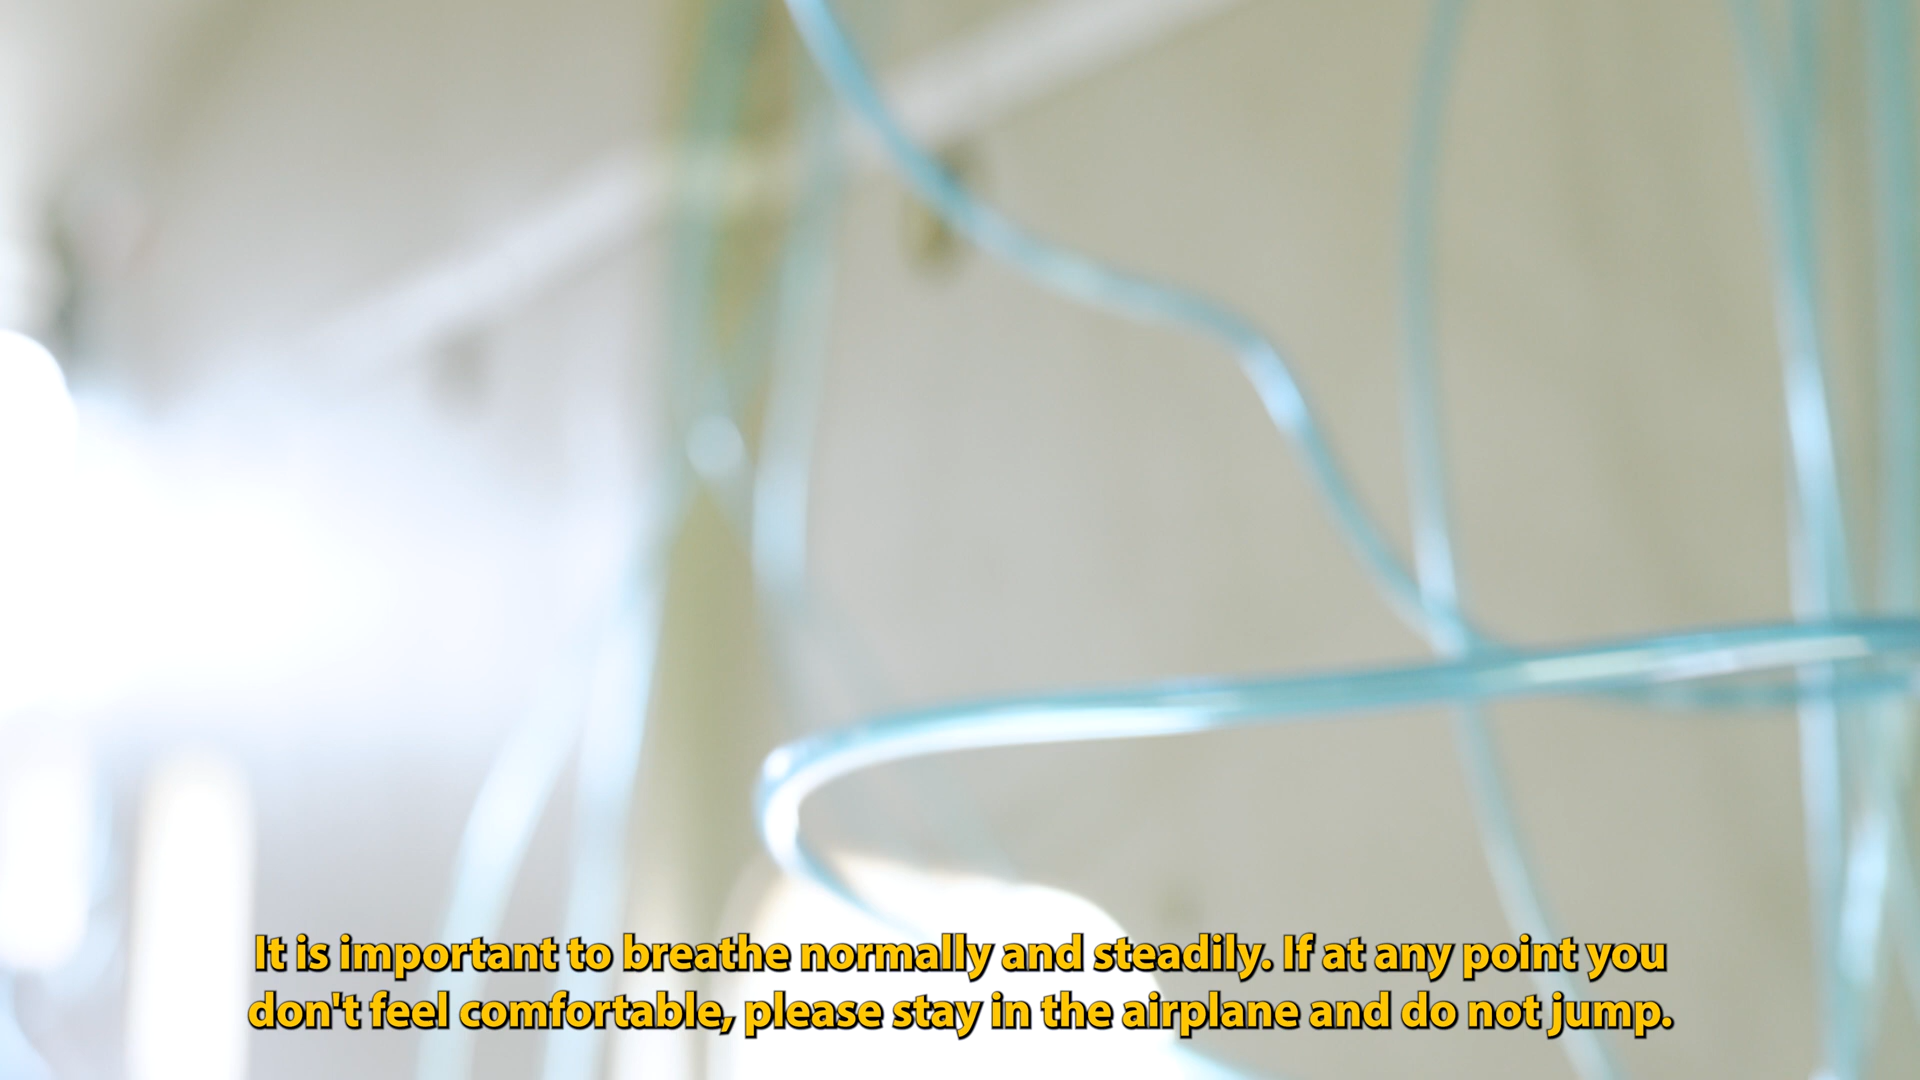 It is important to breathe normally and steadily. If at any point you
don't feel comfortable, please stay in the airplane and do not jump.